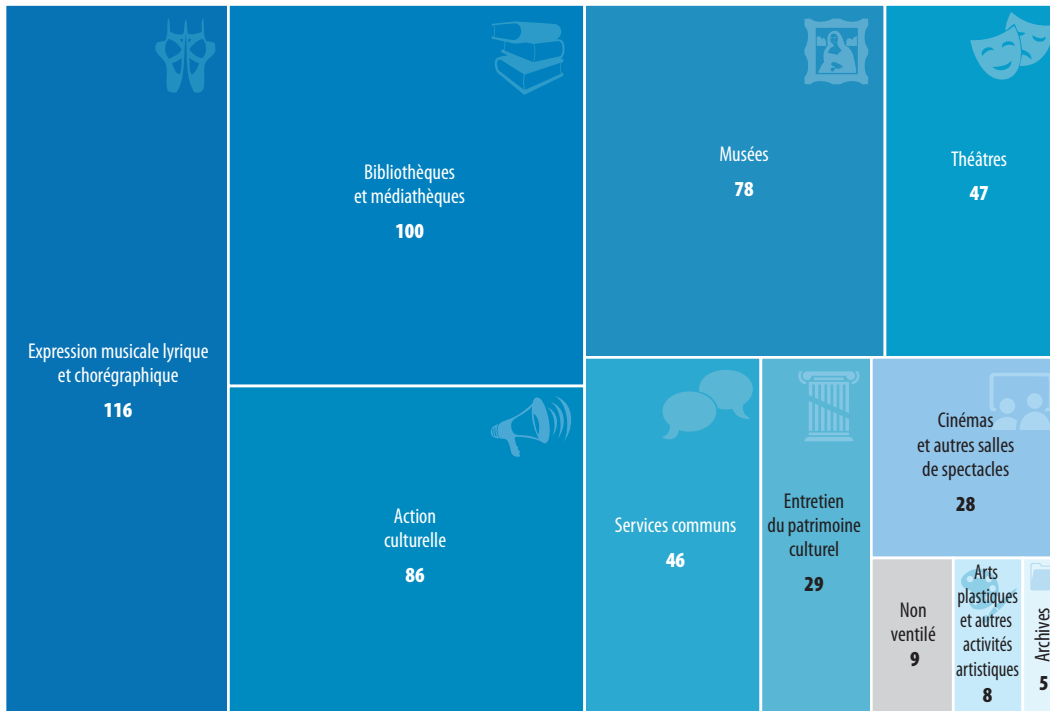 Expression musicale lyrique
et chorégraphique
116
Bibliothèques
et médiathèques
100
Action
culturelle
86
Musées
78
Théâtres
47
Services communs
46
Entretien
du patrimoine
culturel
29
Cinémas
et autres salles
de spectacles
28
Non
ventilé
9
Arts
plastiques
et autres
activités
artistiques
8
Archives
5